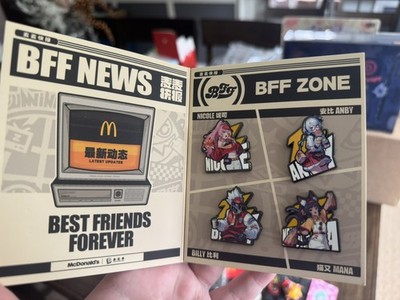 BFF NEWS
麦麦
快报
最新动态
LATEST UPDATES
BEST FRIENDS
FOREVER
McDonald's
BFF
BFF ZONE
NICOLE 妮可
安比 ANBY
BILLY 比利
猫又 MANA